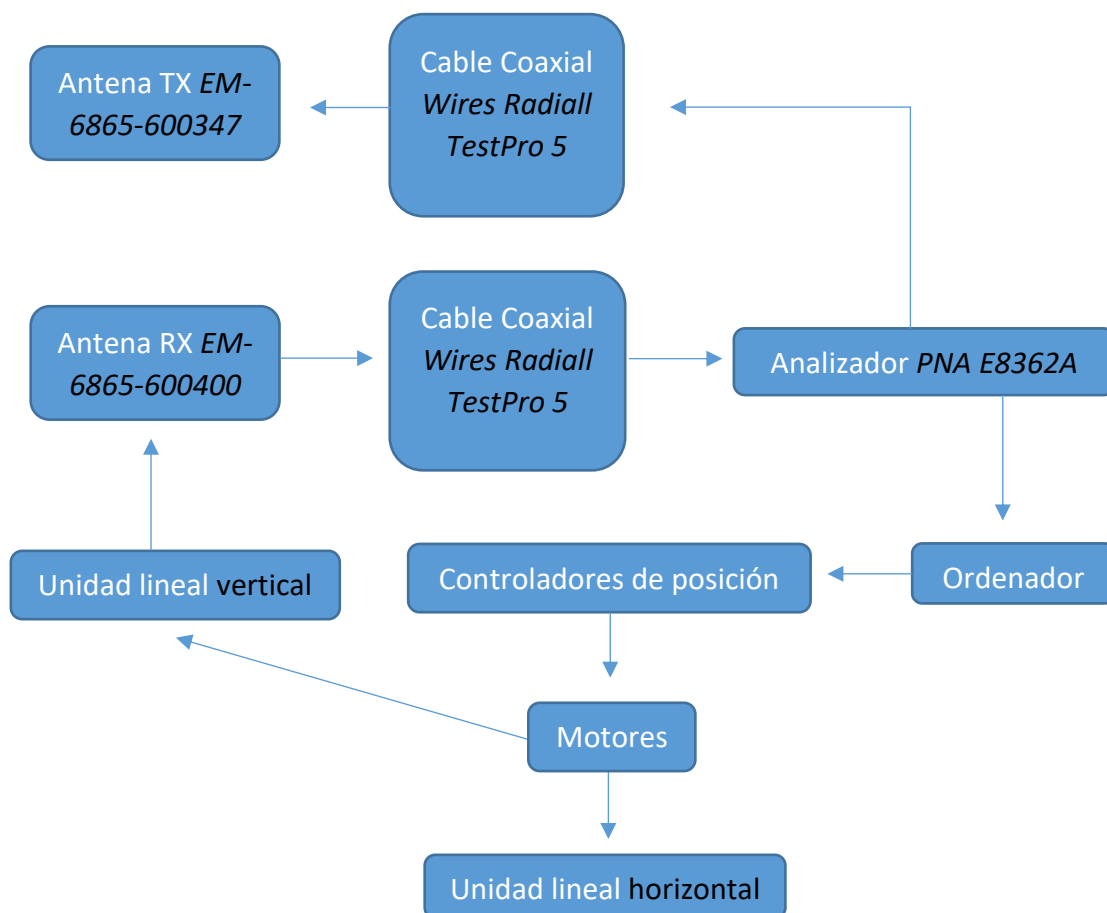 Antena TX EM-
6865-600347
Cable Coaxial
Wires Radiall
TestPro 5
Antena RX EM-
6865-600400
Cable Coaxial
Wires Radiall
TestPro 5
Analizador PNA E8362A
Unidad lineal vertical
Controladores de posición
Ordenador
Motores
Unidad lineal horizontal